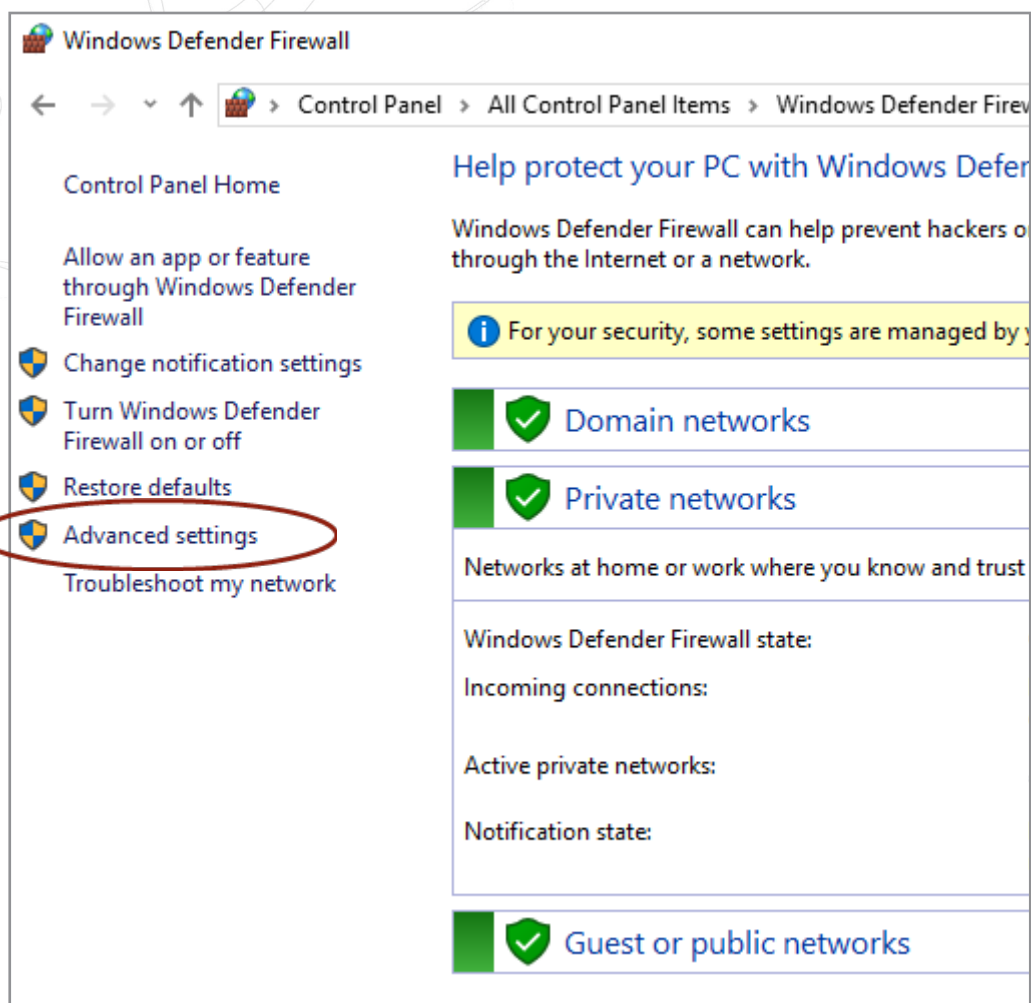 Windows Defender Firewall
Control Panel > All Control Panel Items > Windows Defender
Control Panel Home
Allow an app or feature
through Windows Defender
Firewall
Change notification settings
Turn Windows Defender
Firewall on or off
Restore defaults
Advanced settings
Troubleshoot my network
Help protect your PC with Windows
Windows Defender Firewall can help prevent hackers
through the Internet or a network.
For your security, some settings are managed by
Domain networks
Private networks
Networks at home or work where you know and trust
Windows Defender Firewall state:
Incoming connections:
Active private networks:
Notification state:
Guest or public networks